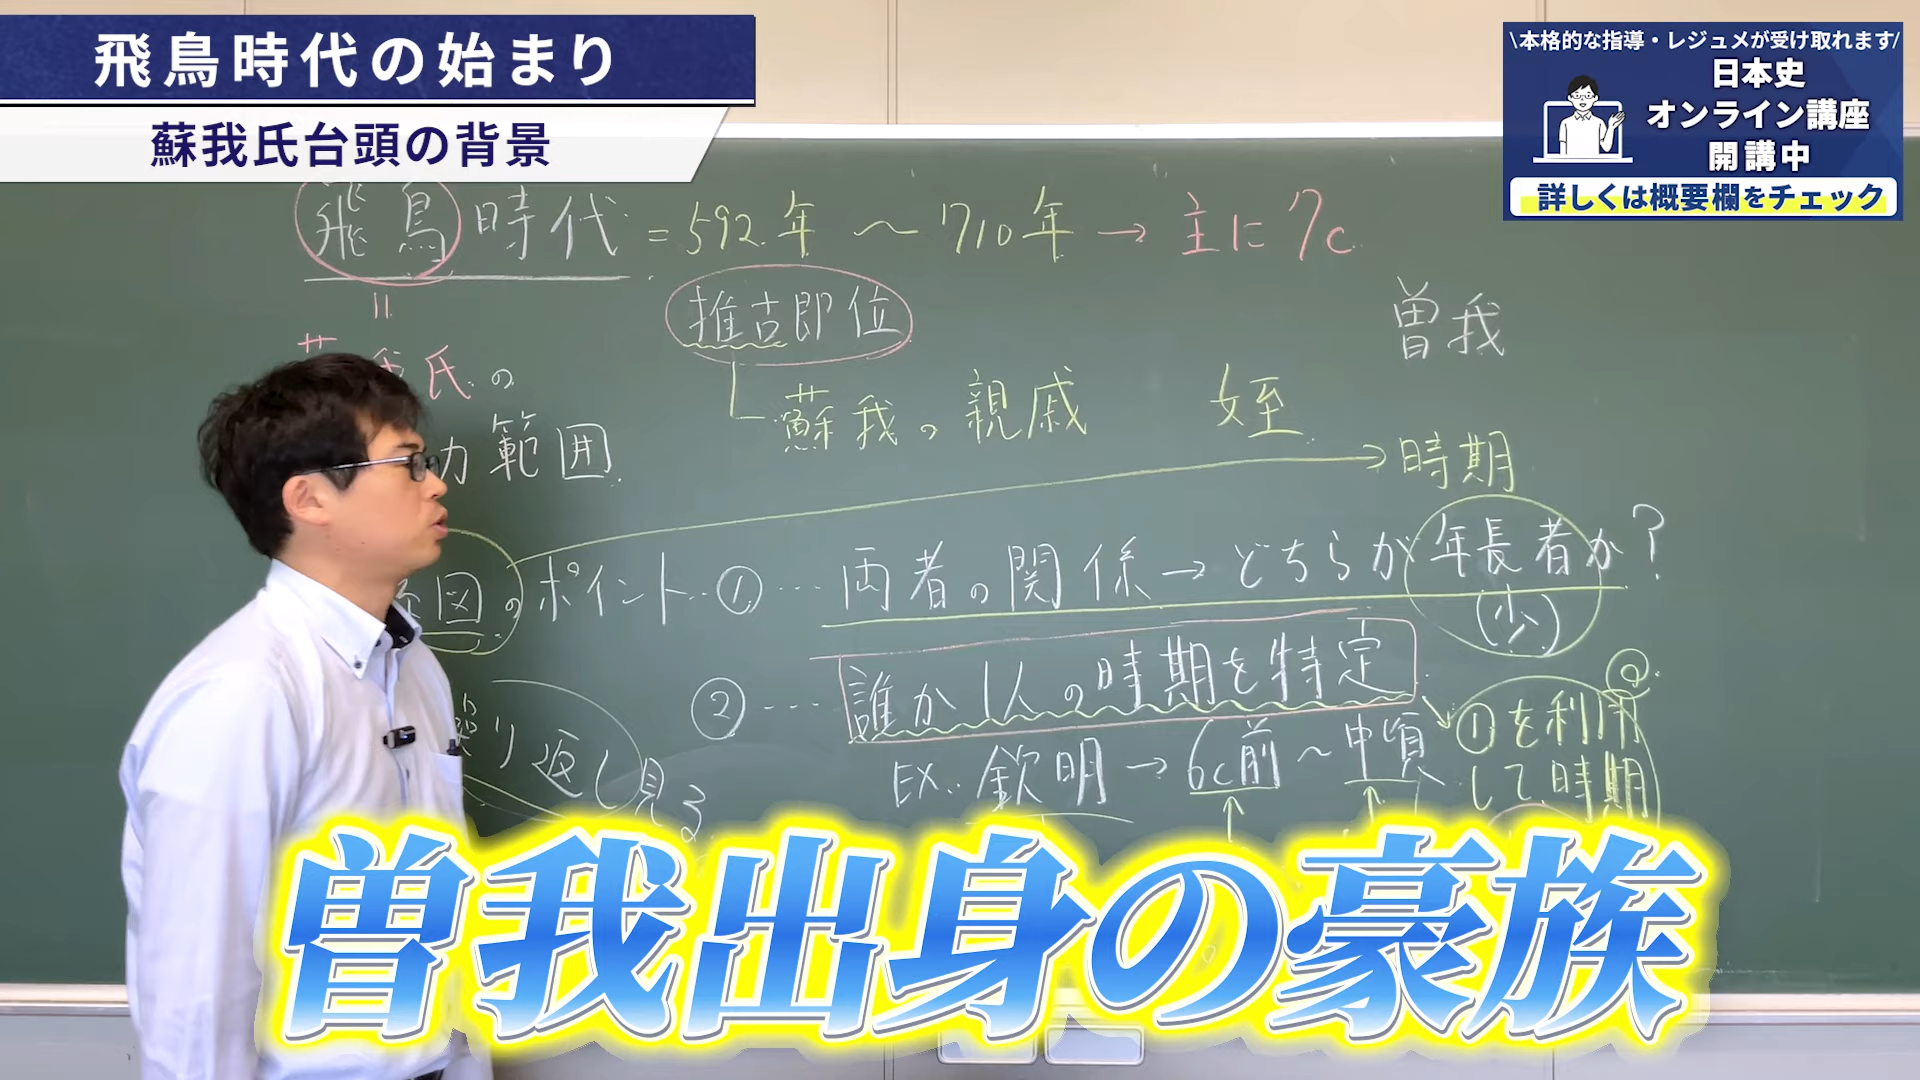 飛鳥時代の始まり
蘇我氏台頭の背景
\本格的な指導・レジュメが受け取れます/
日本史
オンライン講座
開講中
詳しくは概要欄をチェック
飛鳥時代=592年〜710年→主に7c
推古即位
曽我
氏の
蘇我の親戚 姪
範囲
時期
図のポイント‥①…両者の関係→どちらが年長者か?
(少)
②…誰か1人の時期を特定
①を利用
して時期
り返し見る
EX‥欽明→6c前〜中頃
曽我出身の豪族